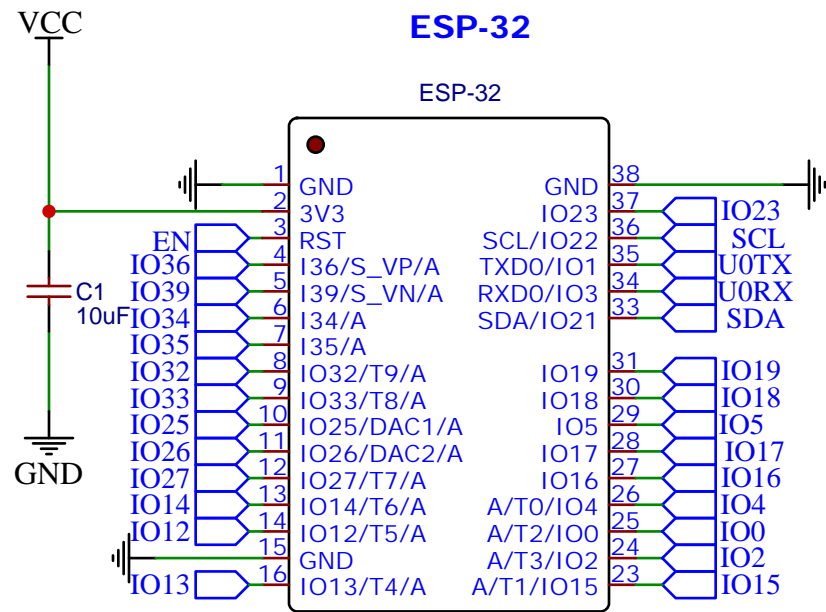 VCC
ESP-32
ESP-32
1 GND GND 38
2 3V3 IO23 37 IO23
EN 3 RST SCL/IO22 36 SCL
IO36 4 I36/S_VP/A TXD0/IO1 35 U0TX
IO39 5 I39/S_VN/A RXD0/IO3 34 U0RX
C1
10uF
IO34 6 I34/A SDA/IO21 33 SDA
IO35 7 I35/A
IO32 8 IO32/T9/A IO19 31 IO19
IO33 9 IO33/T8/A IO18 30 IO18
IO25 10 IO25/DAC1/A IO5 29 IO5
IO26 11 IO26/DAC2/A IO17 28 IO17
GND
IO27 12 IO27/T7/A IO16 27 IO16
IO14 13 IO14/T6/A A/T0/IO4 26 IO4
IO12 14 IO12/T5/A A/T2/IO0 25 IO0
15 GND A/T3/IO2 24 IO2
IO13 16 IO13/T4/A A/T1/IO15 23 IO15